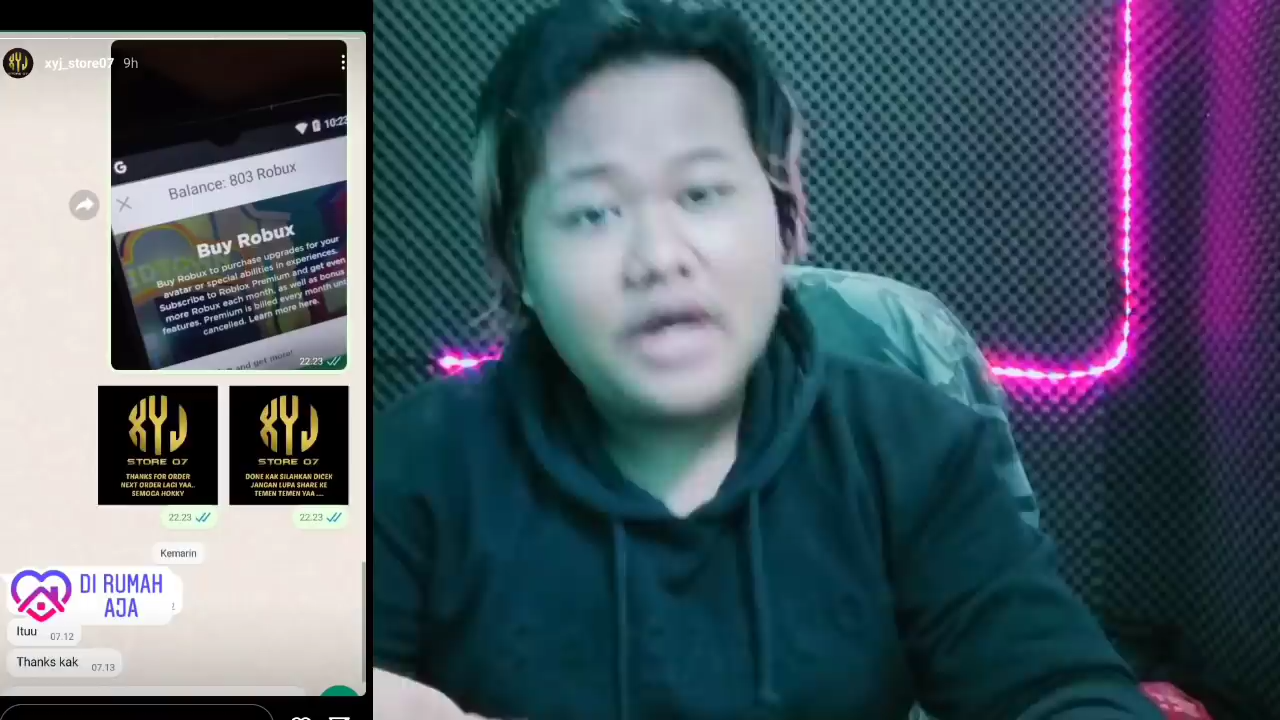 xyj_store07 9h
10:23
G
Balance: 803 Robux
Buy Robux
Buy Robux to purchase upgrades for your
avatar or special abilities in experiences.
Subscribe to Roblox Premium and get even
more Robux each month, as well as bonus
features. Premium is billed every month
cancelled. Learn more here.
and get more!
22.23
XYJ
STORE 07
THANKS FOR ORDER
NEXT ORDER LAGI YAA..
SEMOGA HOKKY
22.23
XYJ
STORE 07
DONE KAK SILAHKAN DICEK
JANGAN LUPA SHARE KE
TEMEN TEMEN YAA ....
22.23
Kemarin
DI RUMAH
AJA
Ituu 07.12
Thanks kak 07.13